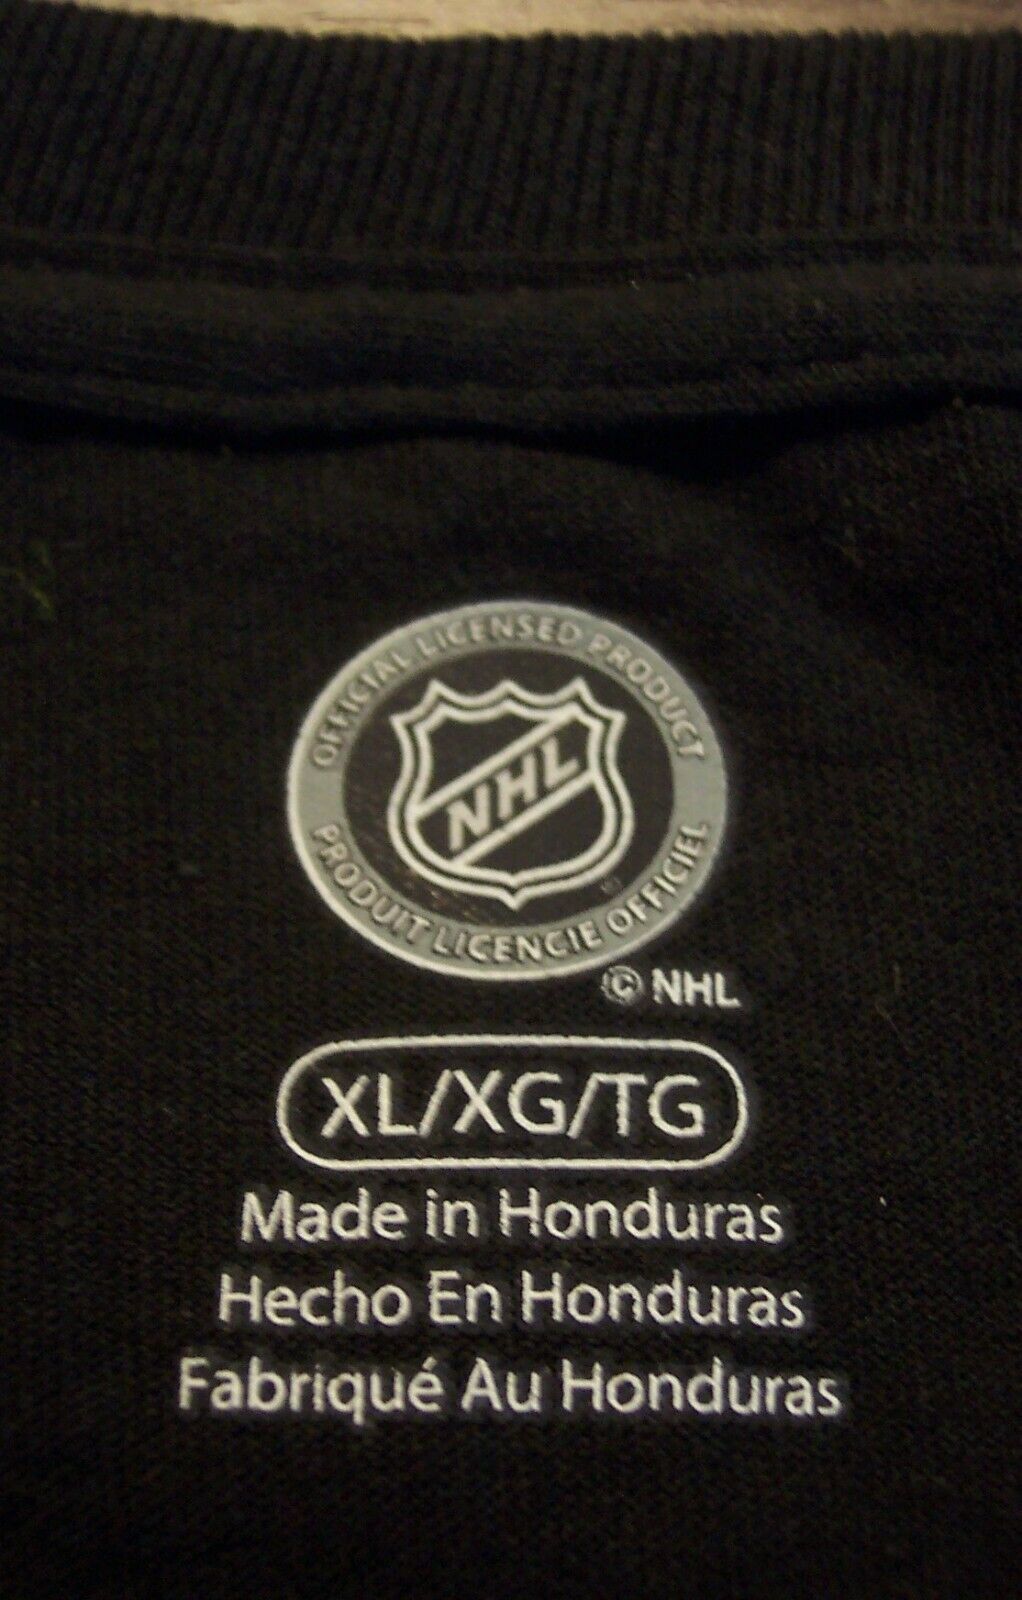 OFFICIAL LICENSED PRODUCT
NHL
PRODUIT LICENCIE OFFICIEL
© NHL
XL/XG/TG
Made in Honduras
Hecho En Honduras
Fabriqué Au Honduras